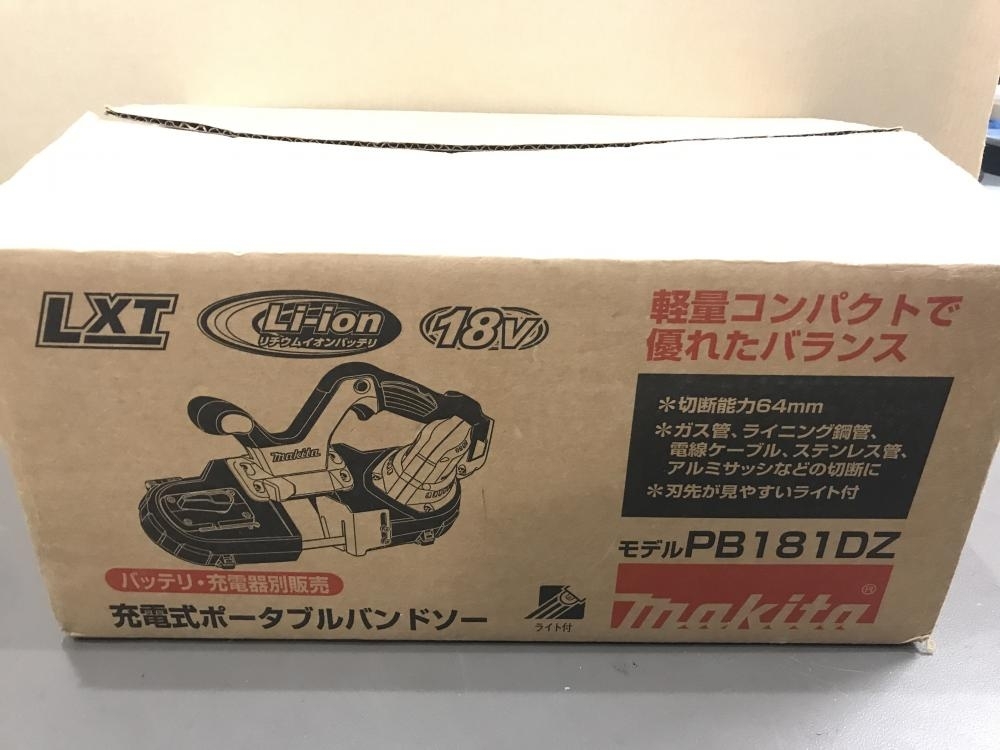 LXT
Li-ion
リチウムイオンバッテリ
18V
makita
バッテリ・充電器別販売
充電式ポータブルバンドソー
ライト付
軽量コンパクトで
優れたバランス
＊切断能力64mm
＊ガス管、ライニング鋼管、
電線ケーブル、ステンレス管、
アルミサッシなどの切断に
＊刃先が見やすいライト付
モデルPB181DZ
makita®